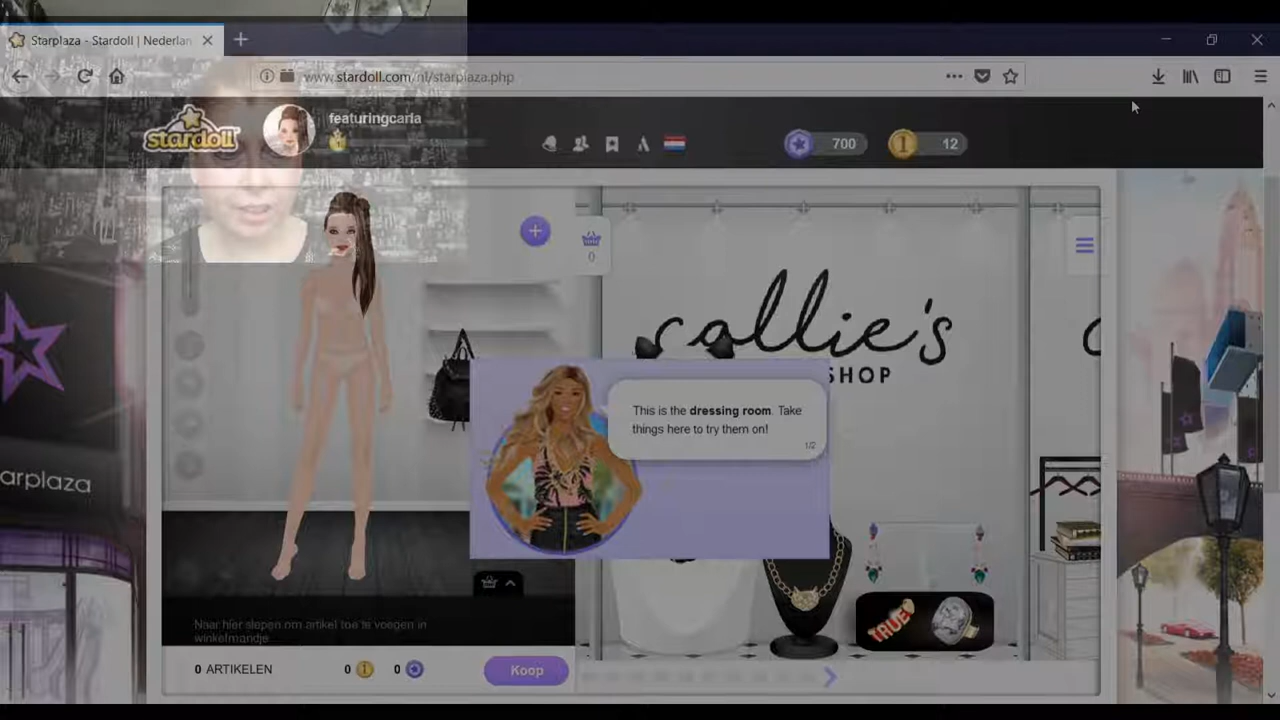 Starplaza - Stardoll | Nederlan
www.stardoll.com/nl/starplaza.php
stardoll
featuringcarla
700
12
0
callie's
SHOP
This is the dressing room. Take
things here to try them on!
1/2
arplaza
TRUE
Naar hier slepen om artikel toe te voegen in
winkelmandje
0 ARTIKELEN 0 0 Koop